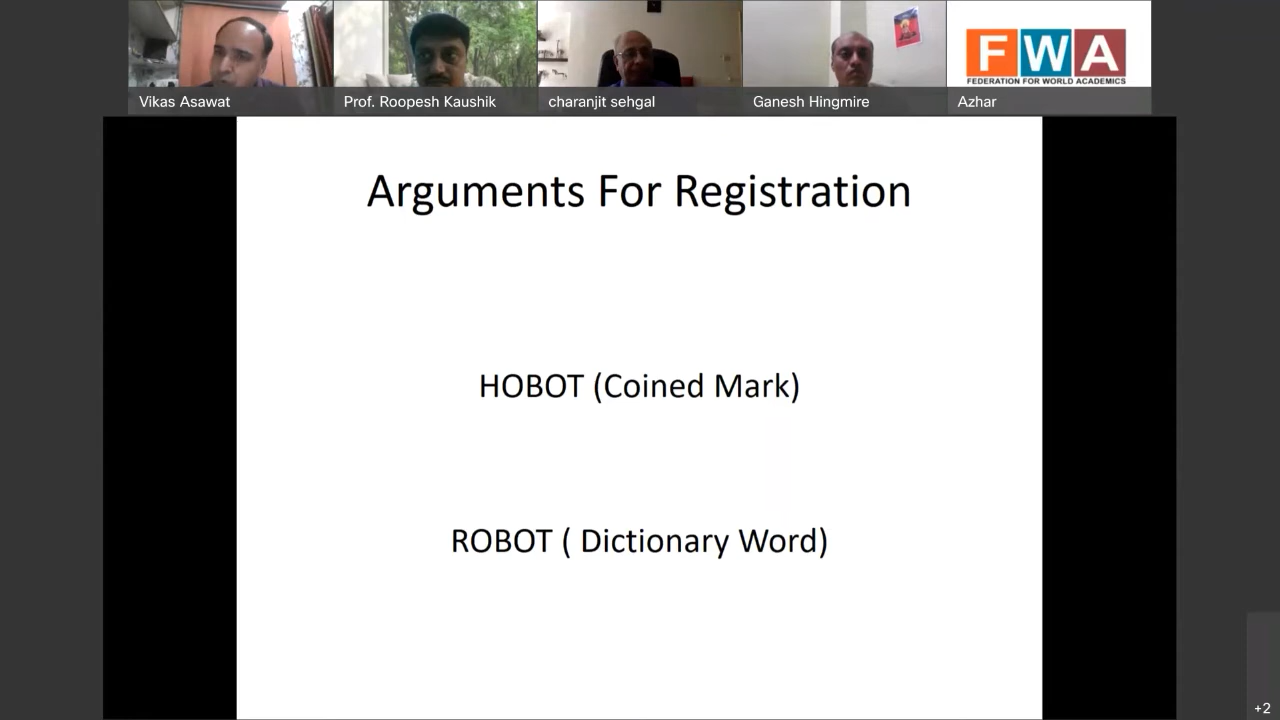 FWA
FEDERATION FOR WORLD ACADEMICS
Vikas Asawat
Prof. Roopesh Kaushik
charanjit sehgal
Ganesh Hingmire
Azhar
Arguments For Registration
HOBOT (Coined Mark)
ROBOT ( Dictionary Word)
+2